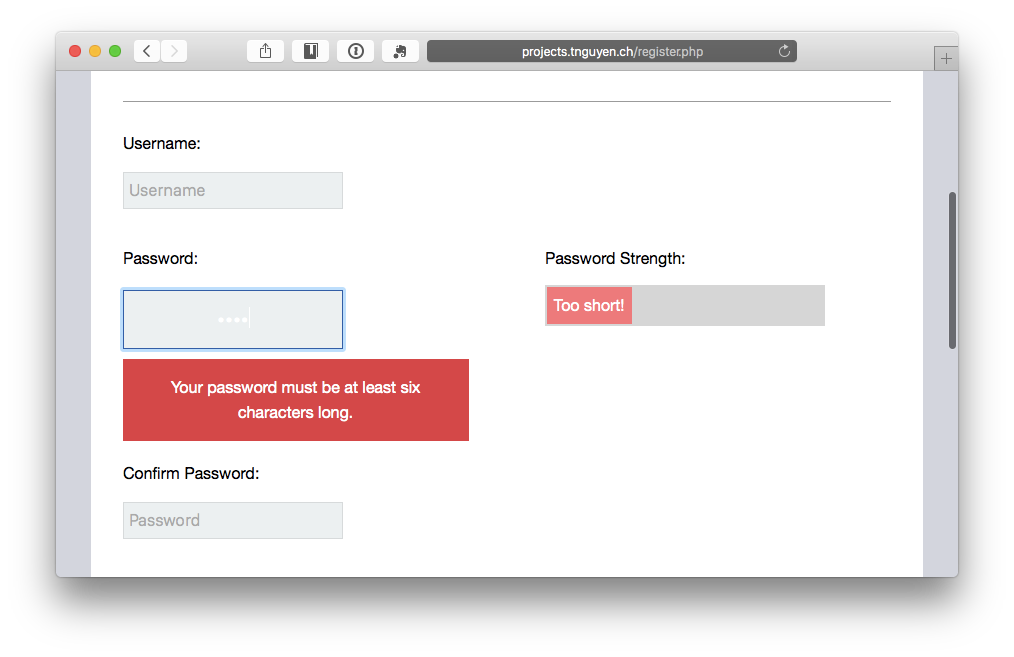 projects.tnguyen.ch/register.php
Username:
Username
Password:
Password Strength:
••••
Too short!
Your password must be at least six
characters long.
Confirm Password:
Password